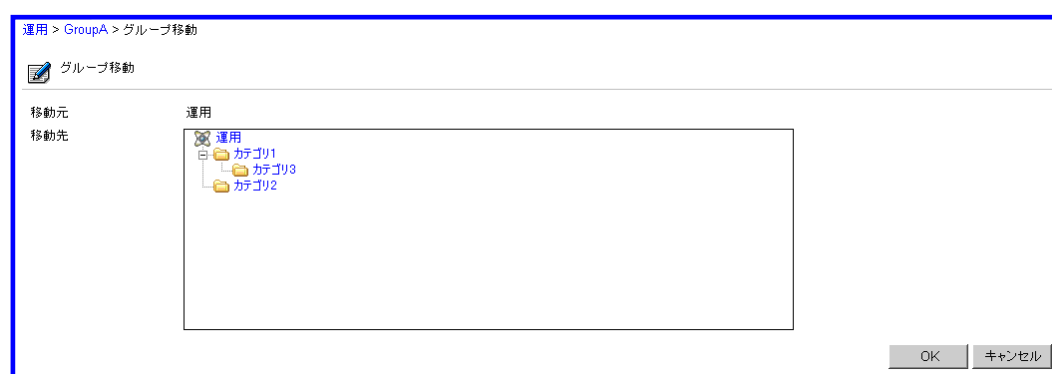 運用 > GroupA > グループ移動
グループ移動
移動元 運用
移動先
運用
カテゴリ1
カテゴリ3
カテゴリ2
OK キャンセル